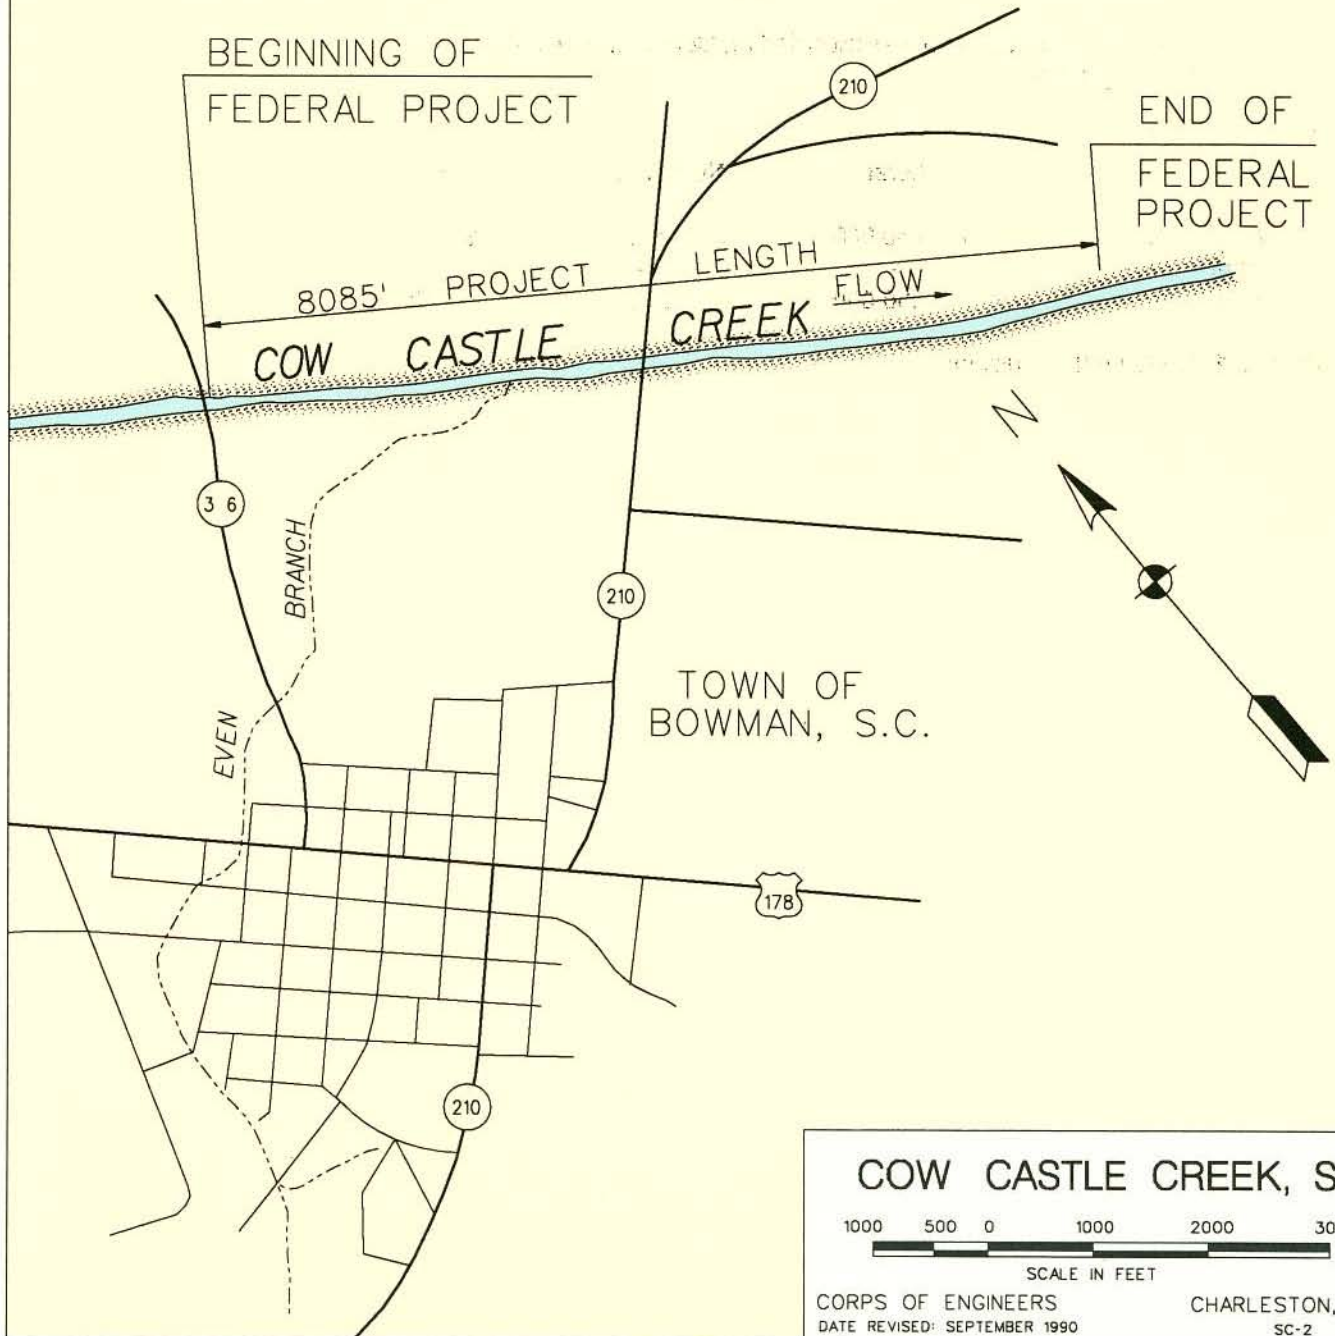 BEGINNING OF
FEDERAL PROJECT
210
END OF
FEDERAL
PROJECT
8085' PROJECT LENGTH
FLOW
COW CASTLE CREEK
N
3 6
BRANCH
210
TOWN OF
BOWMAN, S.C.
EVEN
178
210
COW CASTLE CREEK, S
1000 500 0 1000 2000 30
SCALE IN FEET
CORPS OF ENGINEERS CHARLESTON,
DATE REVISED: SEPTEMBER 1990 SC-2